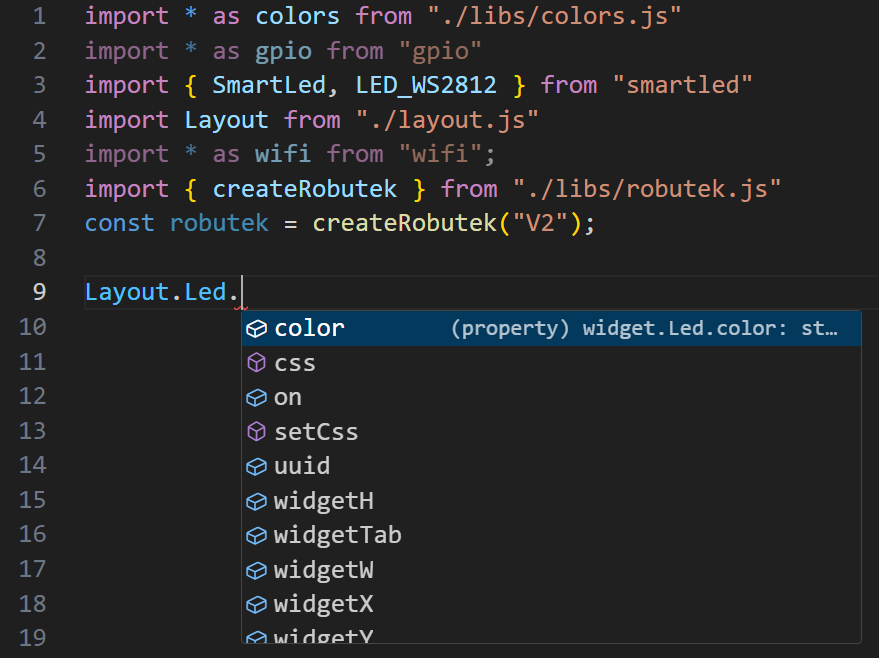 1 import * as colors from "./libs/colors.js"
2 import * as gpio from "gpio"
3 import { SmartLed, LED_WS2812 } from "smartled"
4 import Layout from "./layout.js"
5 import * as wifi from "wifi";
6 import { createRobutek } from "./libs/robutek.js"
7 const robutek = createRobutek("V2");
8
9 Layout.Led.
10 color (property) widget.Led.color: st…
11 css
12 on
13 setCss
14 uuid
15 widgetH
16 widgetTab
17 widgetW
18 widgetX
19 widgetY